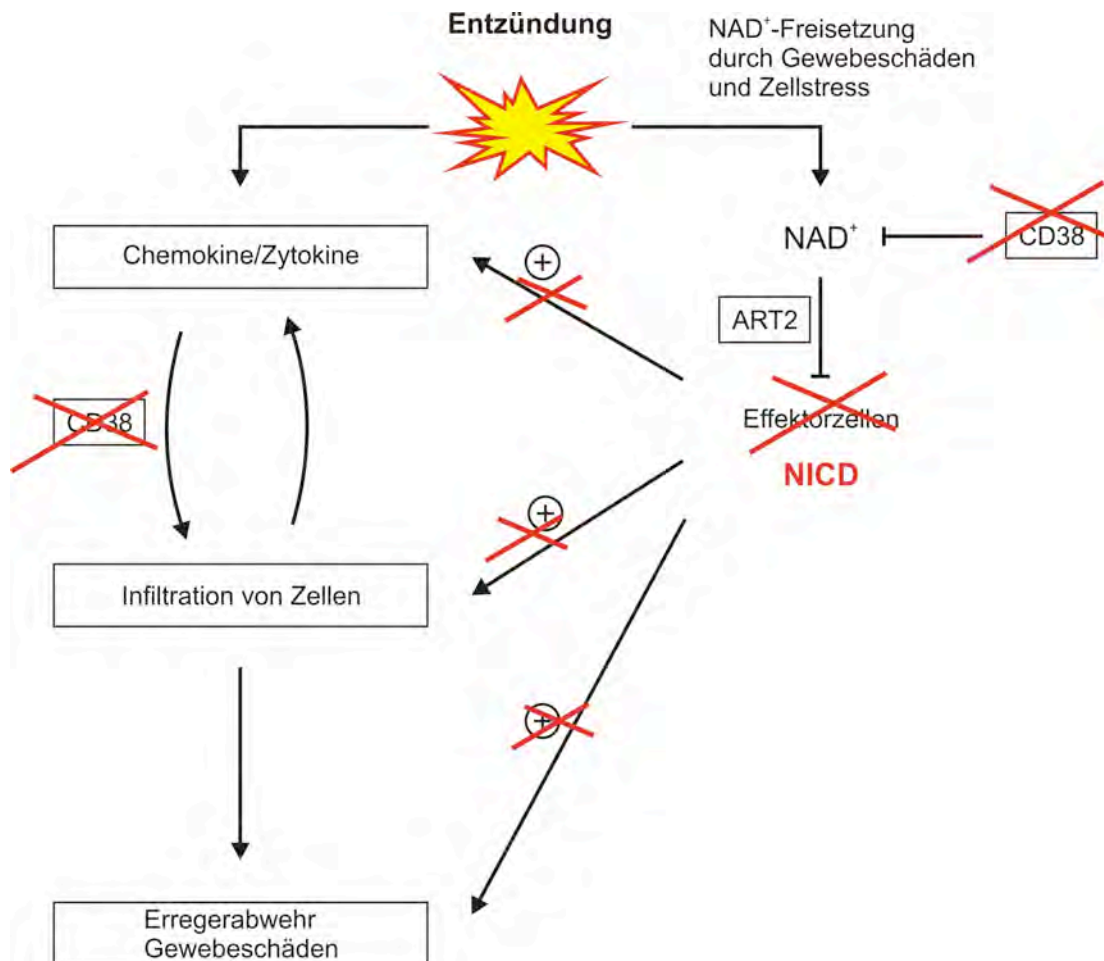 Entzündung
NAD⁺-Freisetzung
durch Gewebeschäden
und Zellstress
Chemokine/Zytokine
+
NAD⁺
CD38
ART2
CD38
Effektorzellen
NICD
+
Infiltration von Zellen
+
Erregerabwehr
Gewebeschäden